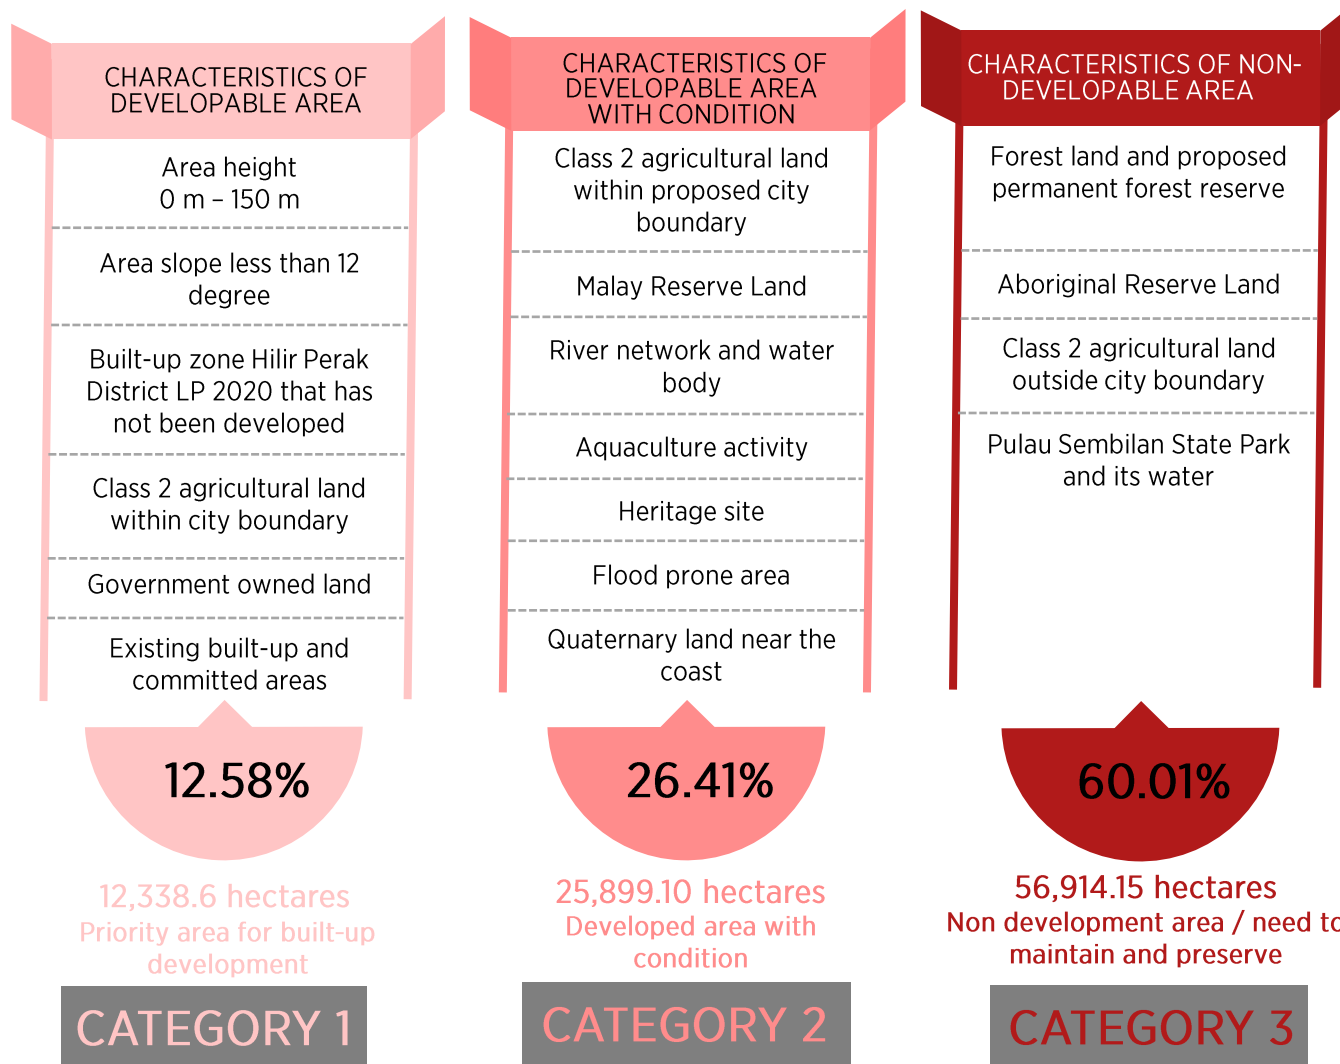 CHARACTERISTICS OF
DEVELOPABLE AREA
Area height
0 m – 150 m
Area slope less than 12
degree
Built-up zone Hilir Perak
District LP 2020 that has
not been developed
Class 2 agricultural land
within city boundary
Government owned land
Existing built-up and
committed areas
12.58%
12,338.6 hectares
Priority area for built-up
development
CATEGORY 1
CHARACTERISTICS OF
DEVELOPABLE AREA
WITH CONDITION
Class 2 agricultural land
within proposed city
boundary
Malay Reserve Land
River network and water
body
Aquaculture activity
Heritage site
Flood prone area
Quaternary land near the
coast
26.41%
25,899.10 hectares
Developed area with
condition
CATEGORY 2
CHARACTERISTICS OF NON-
DEVELOPABLE AREA
Forest land and proposed
permanent forest reserve
Aboriginal Reserve Land
Class 2 agricultural land
outside city boundary
Pulau Sembilan State Park
and its water
60.01%
56,914.15 hectares
Non development area / need to
maintain and preserve
CATEGORY 3